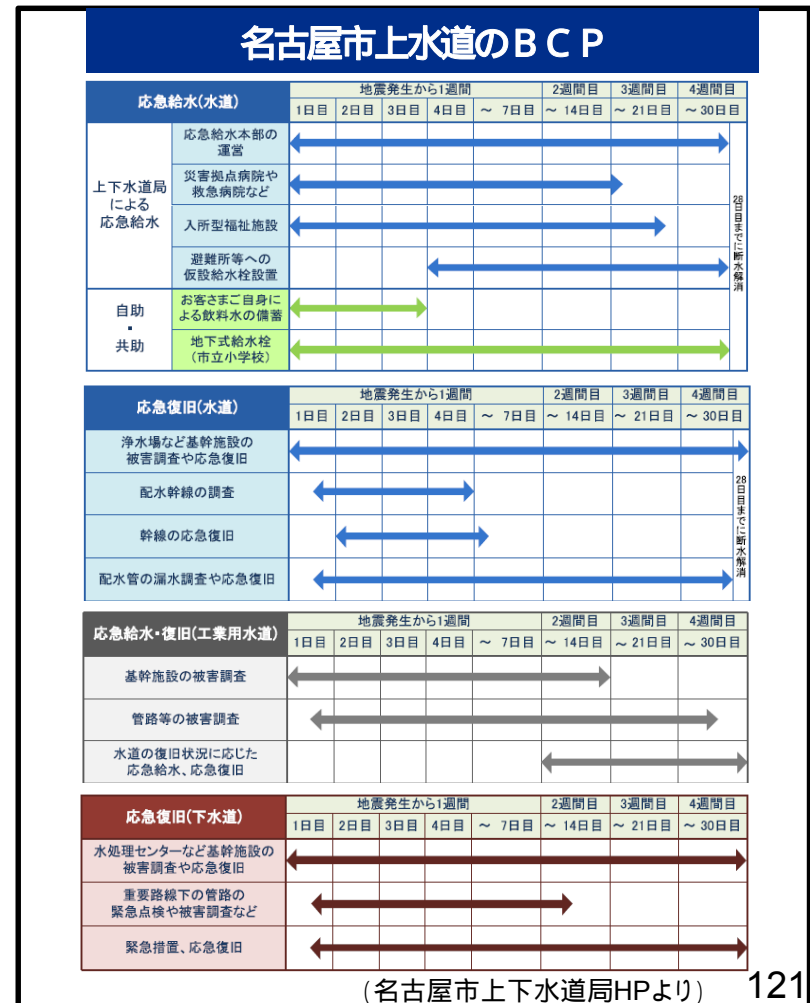 名古屋市上水道のＢＣＰ
応急給水(水道)
地震発生から1週間 2週間目 3週間目 4週間目
1日目 2日目 3日目 4日目 ～ 7日目 ～ 14日目 ～ 21日目 ～ 30日目
上下水道局
による
応急給水
応急給水本部の
運営
災害拠点病院や
救急病院など
入所型福祉施設
避難所等への
仮設給水栓設置
自助
・
共助
お客さまご自身に
よる飲料水の備蓄
地下式給水栓
（市立小学校）
28日目までに断水解消
応急復旧(水道)
地震発生から1週間 2週間目 3週間目 4週間目
1日目 2日目 3日目 4日目 ～ 7日目 ～ 14日目 ～ 21日目 ～ 30日目
浄水場など基幹施設の
被害調査や応急復旧
配水幹線の調査
幹線の応急復旧
配水管の漏水調査や応急復旧
28日目までに断水解消
応急給水・復旧(工業用水道)
地震発生から1週間 2週間目 3週間目 4週間目
1日目 2日目 3日目 4日目 ～ 7日目 ～ 14日目 ～ 21日目 ～ 30日目
基幹施設の被害調査
管路等の被害調査
水道の復旧状況に応じた
応急給水、応急復旧
応急復旧(下水道)
地震発生から1週間 2週間目 3週間目 4週間目
1日目 2日目 3日目 4日目 ～ 7日目 ～ 14日目 ～ 21日目 ～ 30日目
水処理センターなど基幹施設の
被害調査や応急復旧
重要路線下の管路の
緊急点検や被害調査など
緊急措置、応急復旧
(名古屋市上下水道局HPより)
121